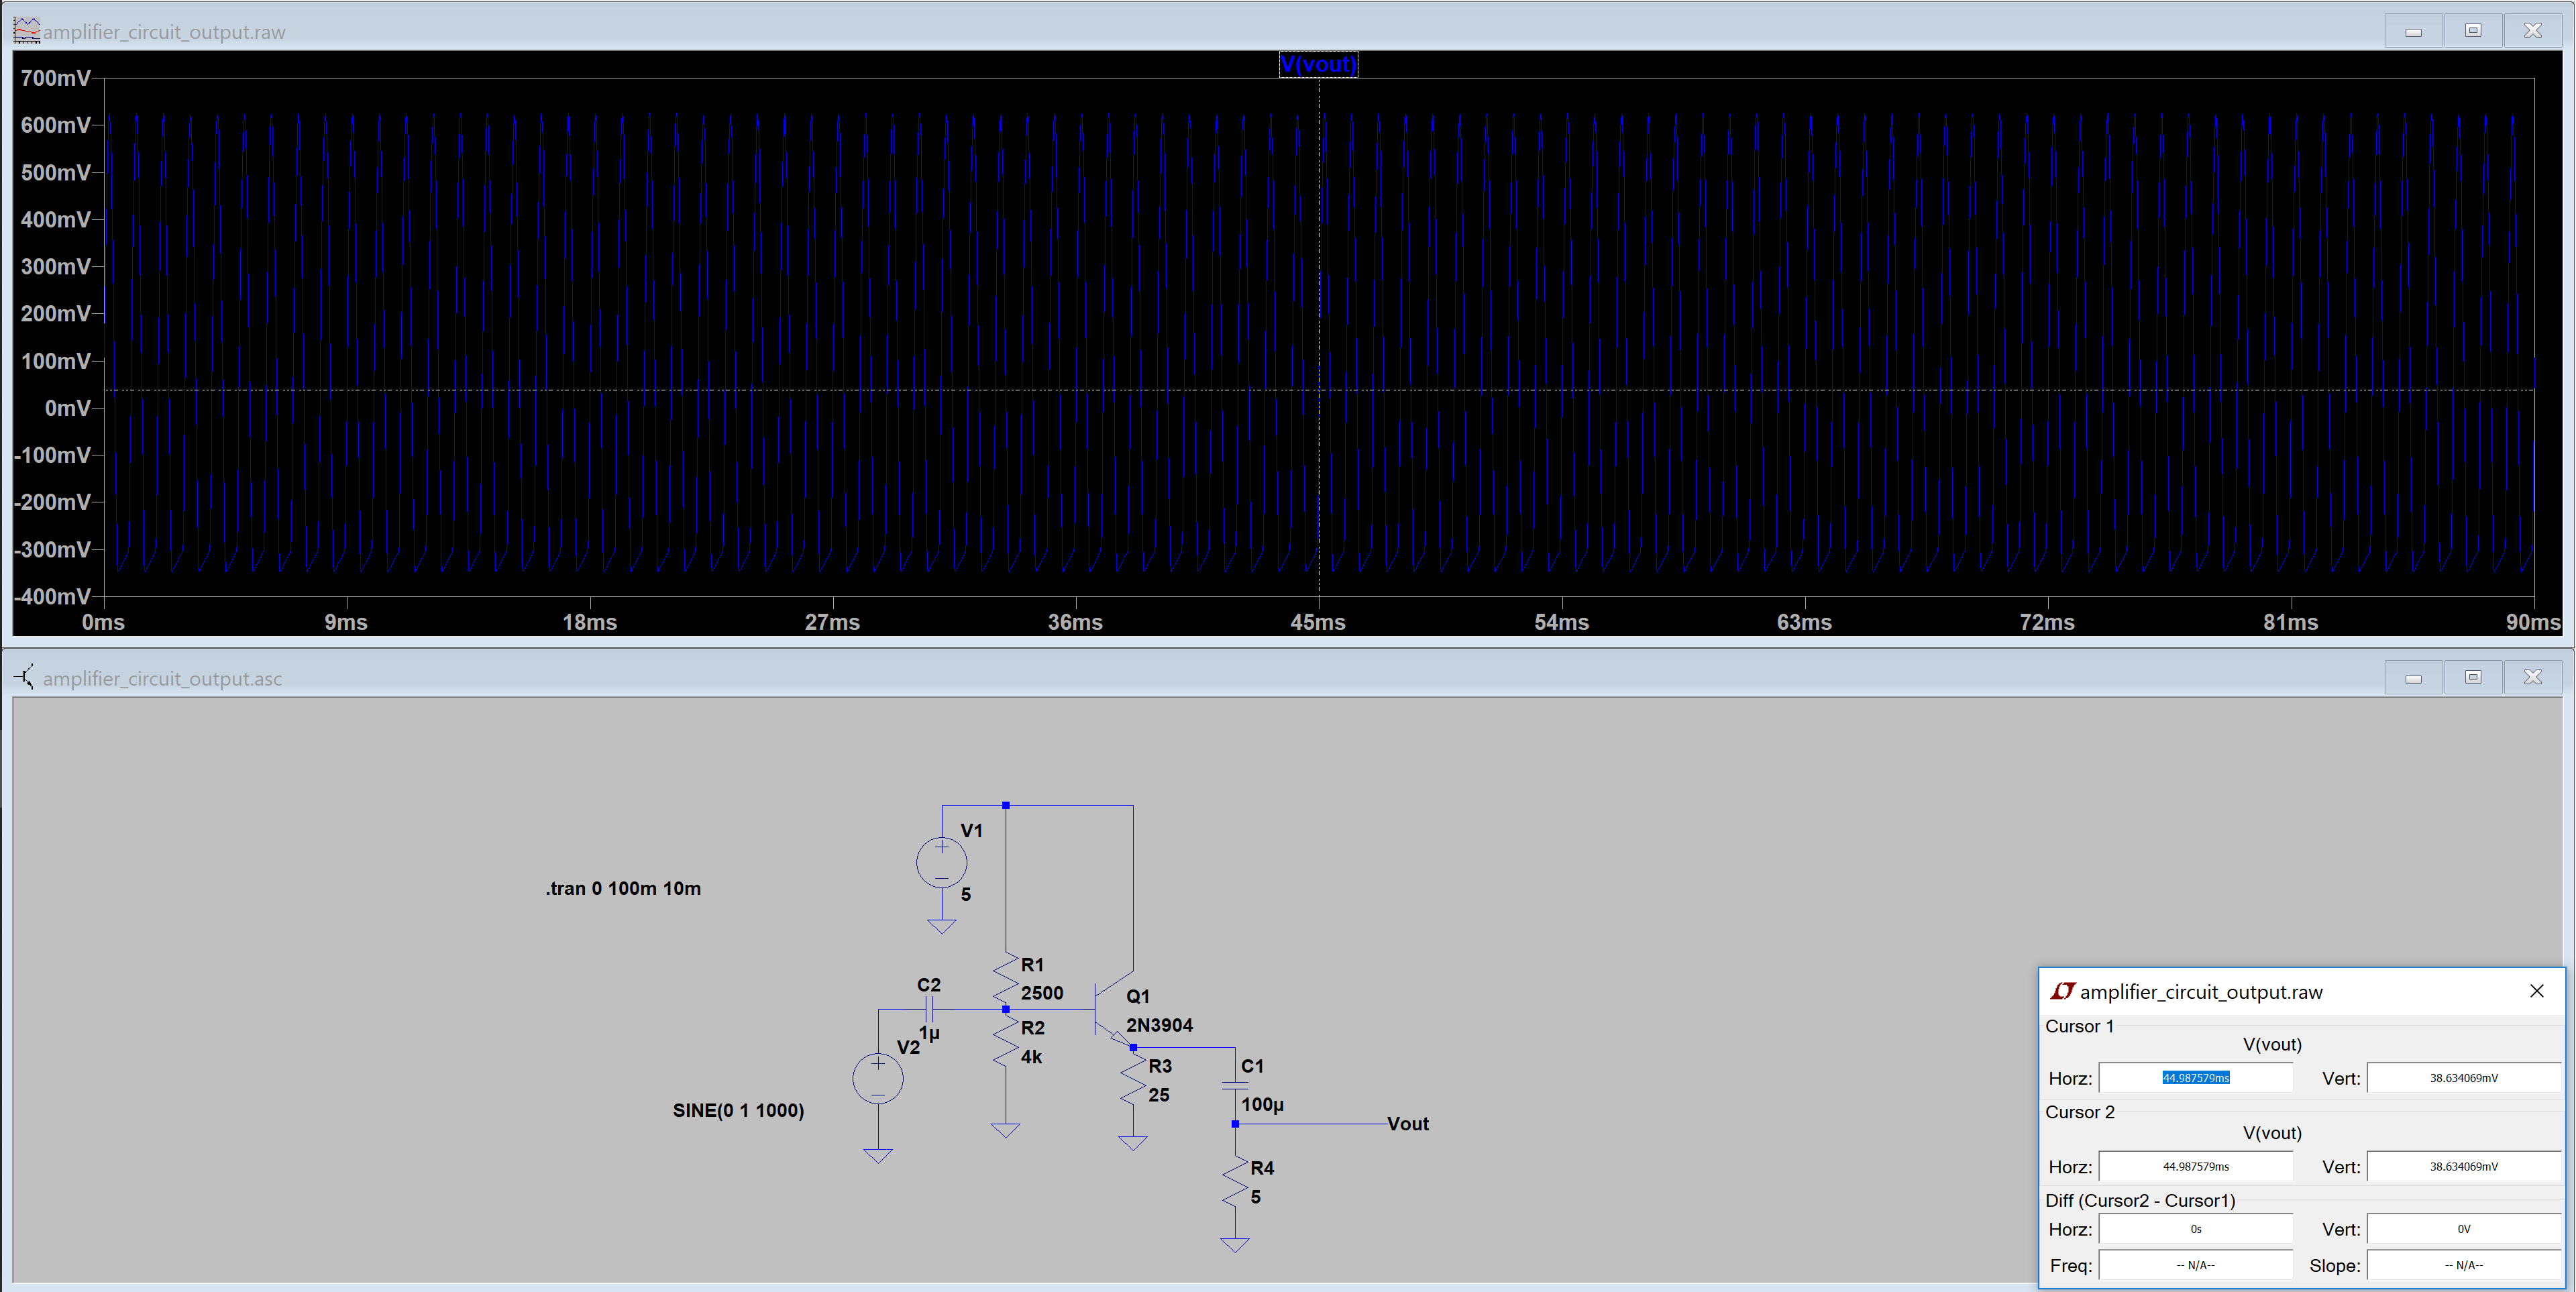 amplifier_circuit_output.raw
V(vout)
700mV
600mV
500mV
400mV
300mV
200mV
100mV
0mV
-100mV
-200mV
-300mV
-400mV
0ms 9ms 18ms 27ms 36ms 45ms 54ms 63ms 72ms 81ms 90ms
amplifier_circuit_output.asc
V1
5
.tran 0 100m 10m
R1
2500
C2
1µ
Q1
2N3904
R2
4k
V2
SINE(0 1 1000)
R3
25
C1
100µ
Vout
R4
5
amplifier_circuit_output.raw
Cursor 1
V(vout)
Horz: 44.987579ms Vert: 38.634069mV
Cursor 2
V(vout)
Horz: 44.987579ms Vert: 38.634069mV
Diff (Cursor2 - Cursor1)
Horz: 0s Vert: 0V
Freq: -- N/A-- Slope: -- N/A--